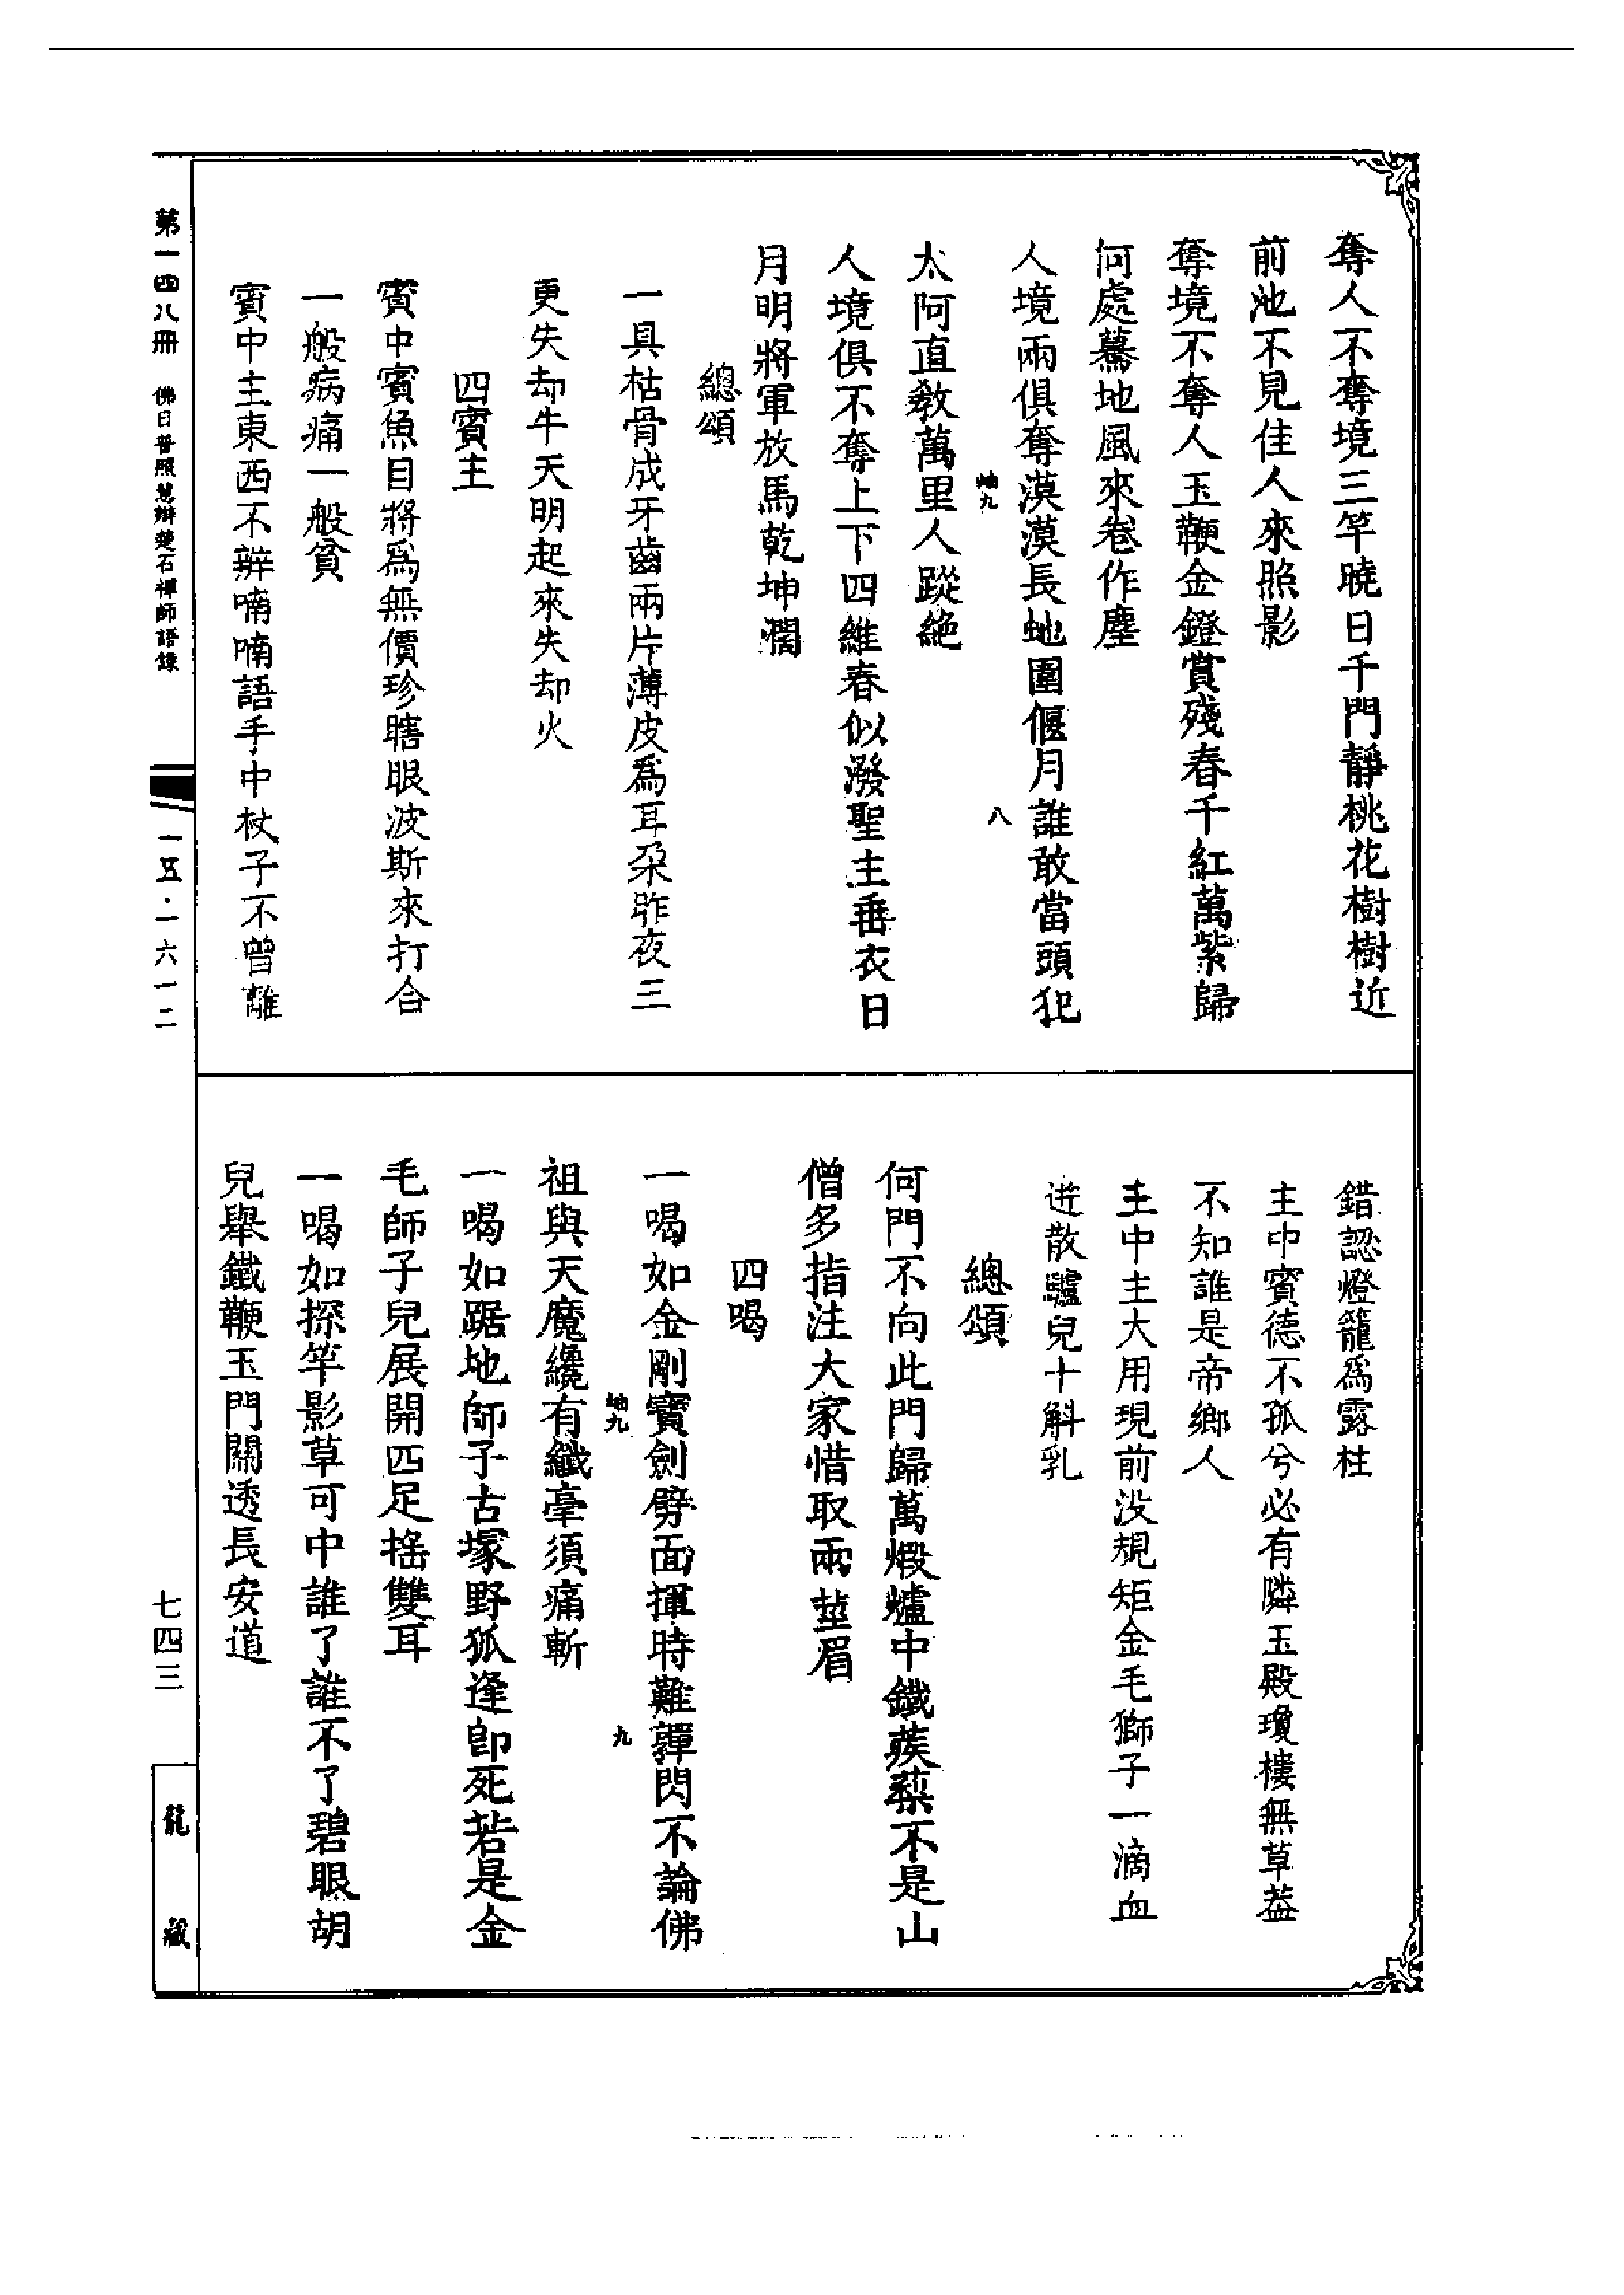 奪人不奪境三竿曉日千門靜桃花樹樹近
前池不見佳人來照影
奪境不奪人玉鞭金鐙賞殘春千紅萬紫歸
何處驀地風來卷作塵
人境兩俱奪漠漠長虵圍偃月誰敢當頭犯
岫九
八
太阿直教萬里人蹤絕
人境俱不奪上下四維春似潑聖主垂衣日
月明將軍放馬乾坤濶
總頌
一具枯骨成牙齒兩片薄皮爲耳朶昨夜三
更失却牛天明起來失却火
四賓主
賓中賓魚目將爲無價珍瞎眼波斯來打合
一般病痛一般貧
賓中主東西不辨喃喃語手中杖子不曾離
錯認燈籠爲露柱
主中賓德不孤兮必有隣玉殿瓊樓無草葢
不知誰是帝鄉人
主中主大用現前没規矩金毛獅子一滴血
迸散驢兒十斛乳
總頌
何門不向此門歸萬煅爐中鐵蒺蔾不是山
僧多指注大家惜取兩莖眉
四喝
一喝如金剛寶劍劈面揮時難躱閃不論佛
岫九
九
祖與天魔纔有纖毫須痛斬
一喝如踞地師子古塚野狐逢即死若是金
毛師子兒展開匹足搖雙耳
一喝如探竿影草可中誰了誰不了碧眼胡
兒舉鐵鞭玉門關透長安道
第一四八冊 佛日普照慧辯楚石禪師語錄
一五·一六一二
七四三
龍藏